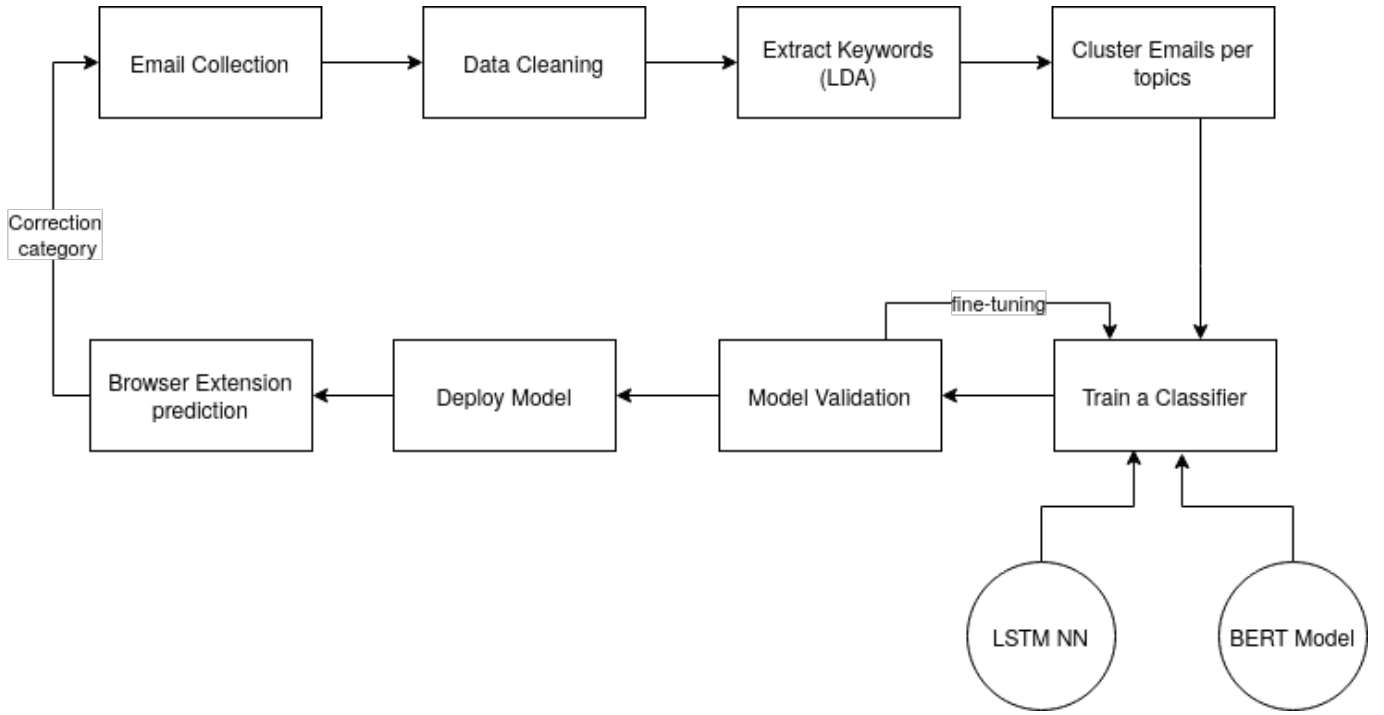 Email Collection
Data Cleaning
Extract Keywords
(LDA)
Cluster Emails per
topics
Correction
category
fine-tuning
Browser Extension
prediction
Deploy Model
Model Validation
Train a Classifier
LSTM NN
BERT Model